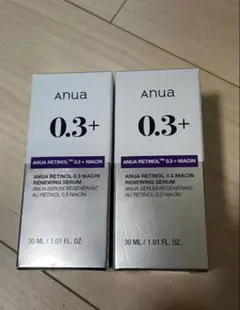 Anua
0.3+
ANUA RETINOL™ 0.3 + NIACIN
ANUA RETINOL 0.3 NIACIN
RENEWING SERUM
ANUA SÉRUM RÉGÉNÉRANT
AU RÉTINOL 0.3 NIACIN
30 ML / 1.01 FL. OZ.
Anua
0.3+
ANUA RETINOL™ 0.3 + NIACIN
ANUA RETINOL 0.3 NIACIN
RENEWING SERUM
ANUA SÉRUM RÉGÉNÉRANT
AU RÉTINOL 0.3 NIACIN
30 ML / 1.01 FL. OZ.